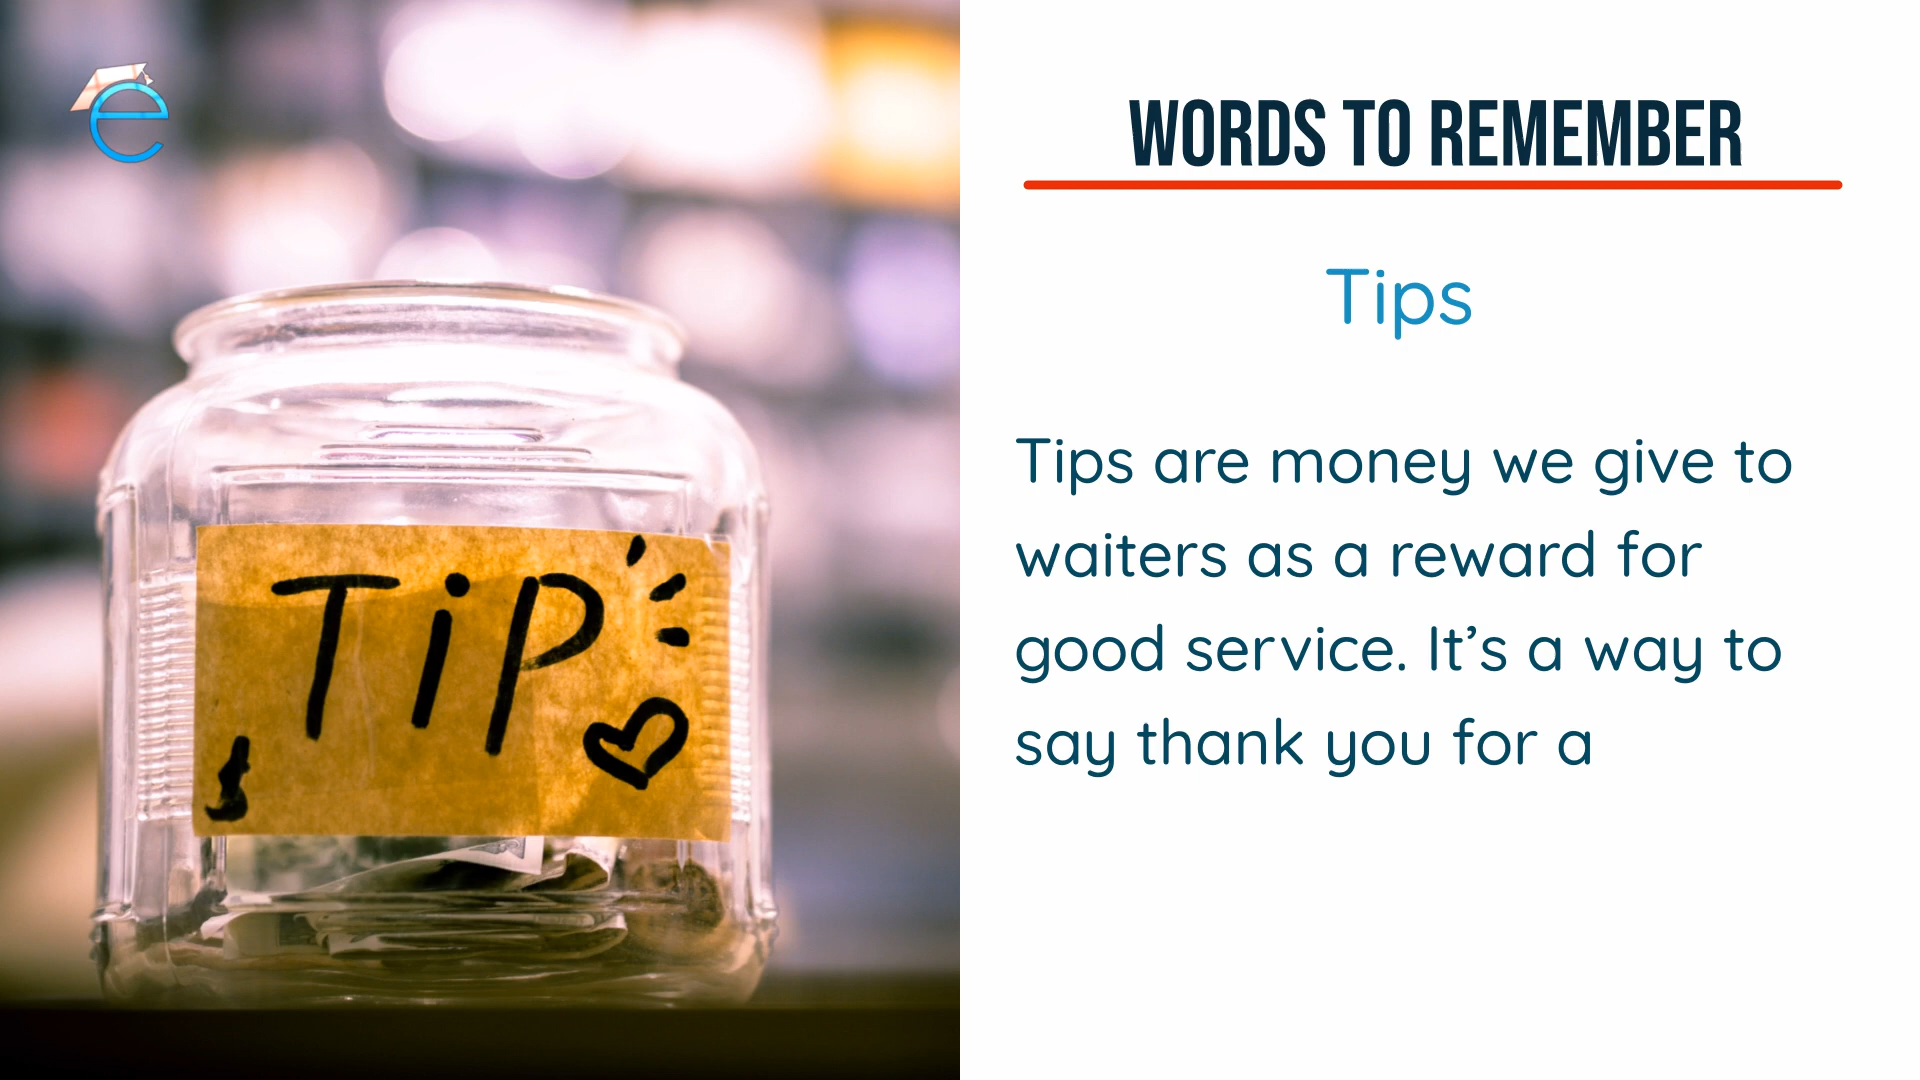 e
WORDS TO REMEMBER
Tips
Tips are money we give to
waiters as a reward for
good service. It’s a way to
say thank you for a
TiP